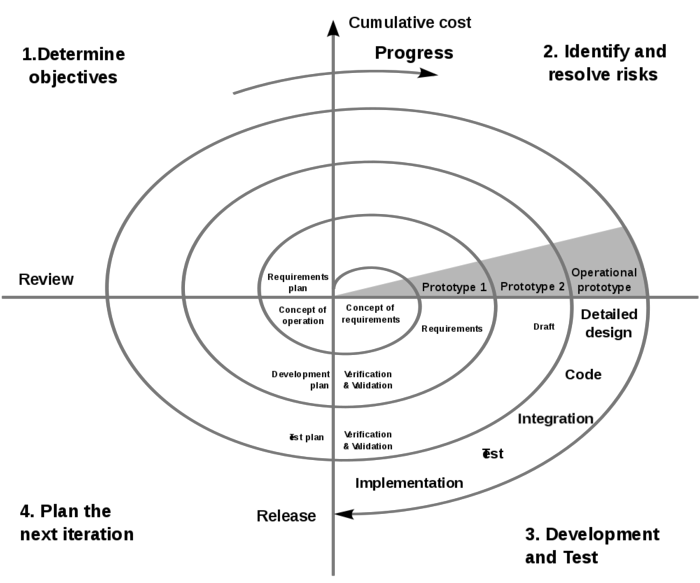 Cumulative cost
Progress
1.Determine
objectives
2. Identify and
resolve risks
Review
Requirements
plan
Prototype 1
Prototype 2
Operational
prototype
Concept of
operation
Concept of
requirements
Requirements
Draft
Detailed
design
Development
plan
Verification
& Validation
Code
Integration
Test plan
Verification
& Validation
Test
Implementation
Release
4. Plan the
next iteration
3. Development
and Test